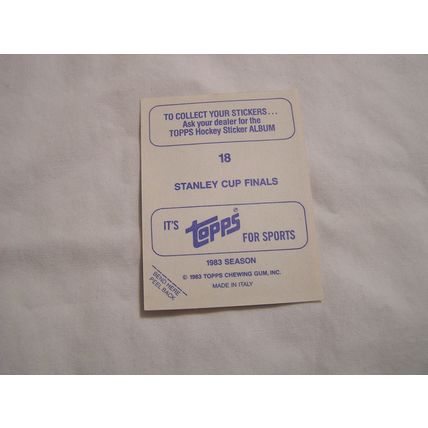 TO COLLECT YOUR STICKERS...
Ask your dealer for the
TOPPS Hockey Sticker ALBUM
18
STANLEY CUP FINALS
IT'S topps® FOR SPORTS
1983 SEASON
© 1983 TOPPS CHEWING GUM, INC.
MADE IN ITALY
BEND HERE
PEEL BACK